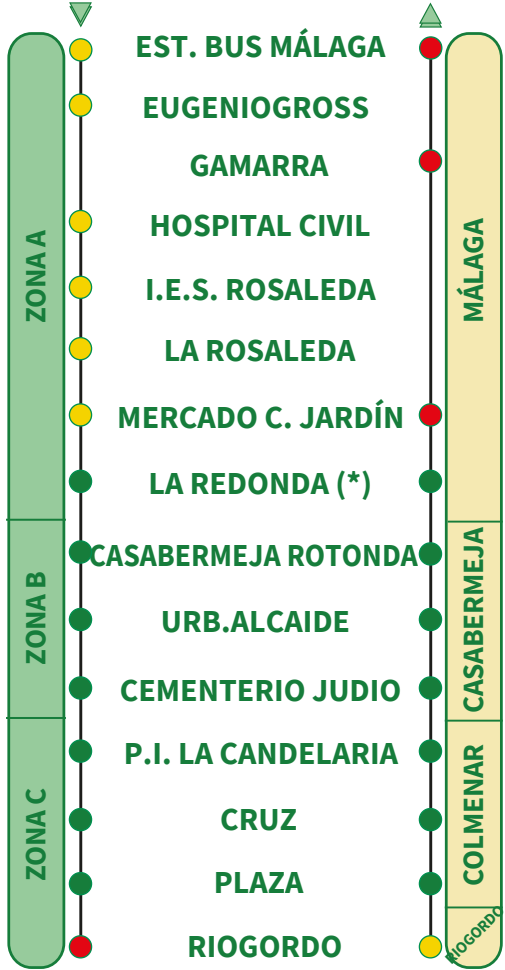 EST. BUS MÁLAGA
EUGENIOGROSS
GAMARRA
HOSPITAL CIVIL
I.E.S. ROSALEDA
LA ROSALEDA
MERCADO C. JARDÍN
LA REDONDA (*)
CASABERMEJA ROTONDA
URB.ALCAIDE
CEMENTERIO JUDIO
P.I. LA CANDELARIA
CRUZ
PLAZA
RIOGORDO
ZONA A
ZONA B
ZONA C
MÁLAGA
CASABERMEJA
COLMENAR
RIOGORDO